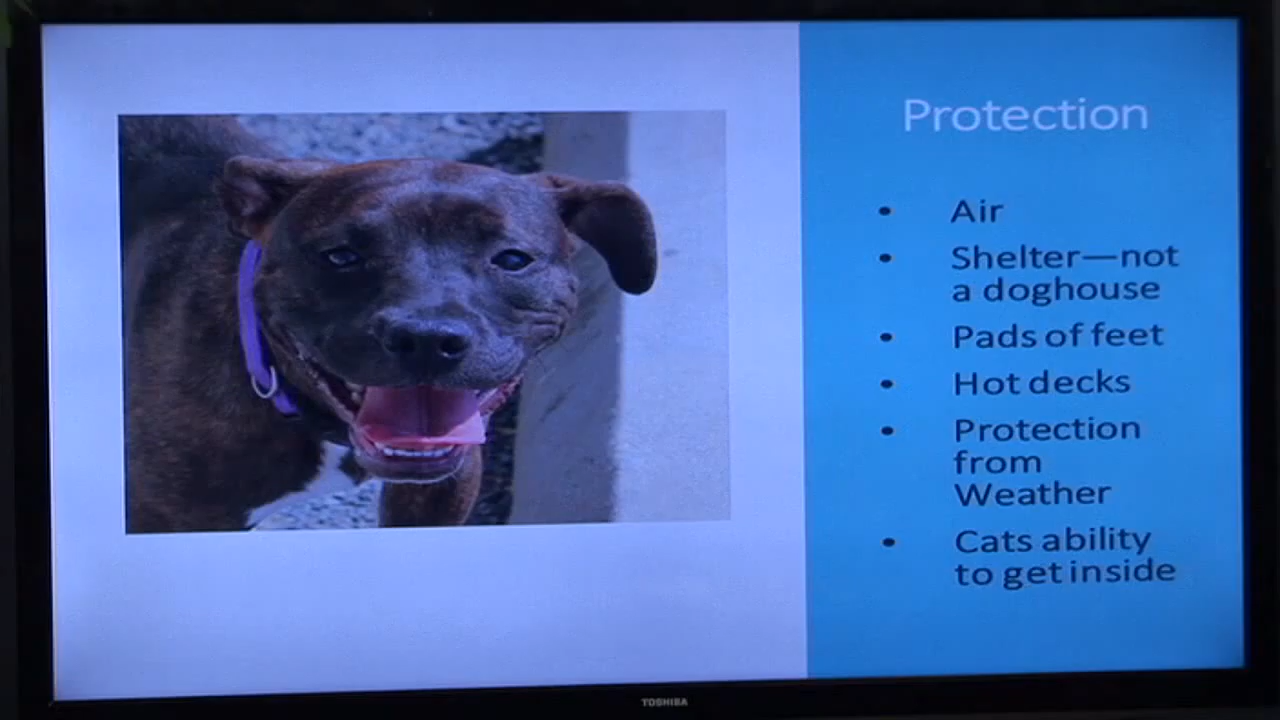 Protection
• Air
• Shelter—not
a doghouse
• Pads of feet
• Hot decks
• Protection
from
Weather
• Cats ability
to get inside
TOSHIBA